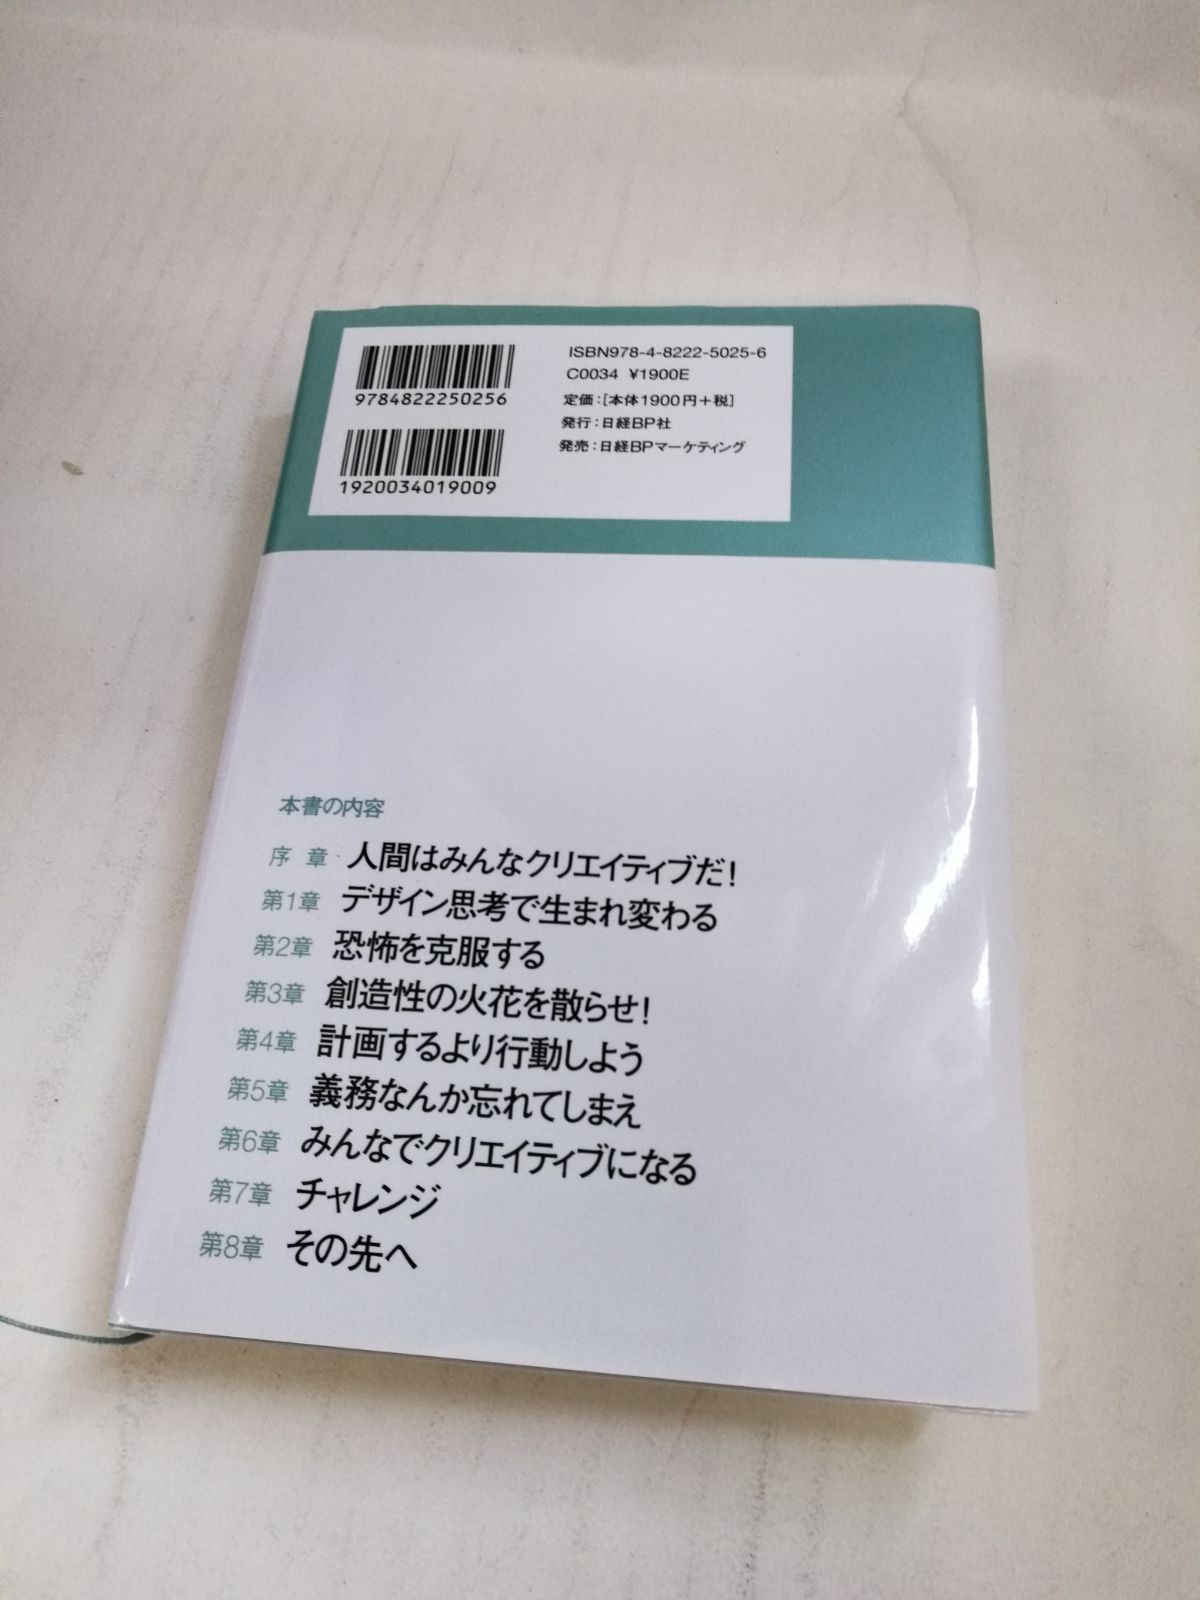 9784822250256
1920034019009
ISBN978-4-8222-5025-6
C0034 ¥1900E
定価:[本体1900円+税]
発行:日経BP社
発売:日経BPマーケティング
本書の内容
序 章 人間はみんなクリエイティブだ!
第1章 デザイン思考で生まれ変わる
第2章 恐怖を克服する
第3章 創造性の火花を散らせ!
第4章 計画するより行動しよう
第5章 義務なんか忘れてしまえ
第6章 みんなでクリエイティブになる
第7章 チャレンジ
第8章 その先へ